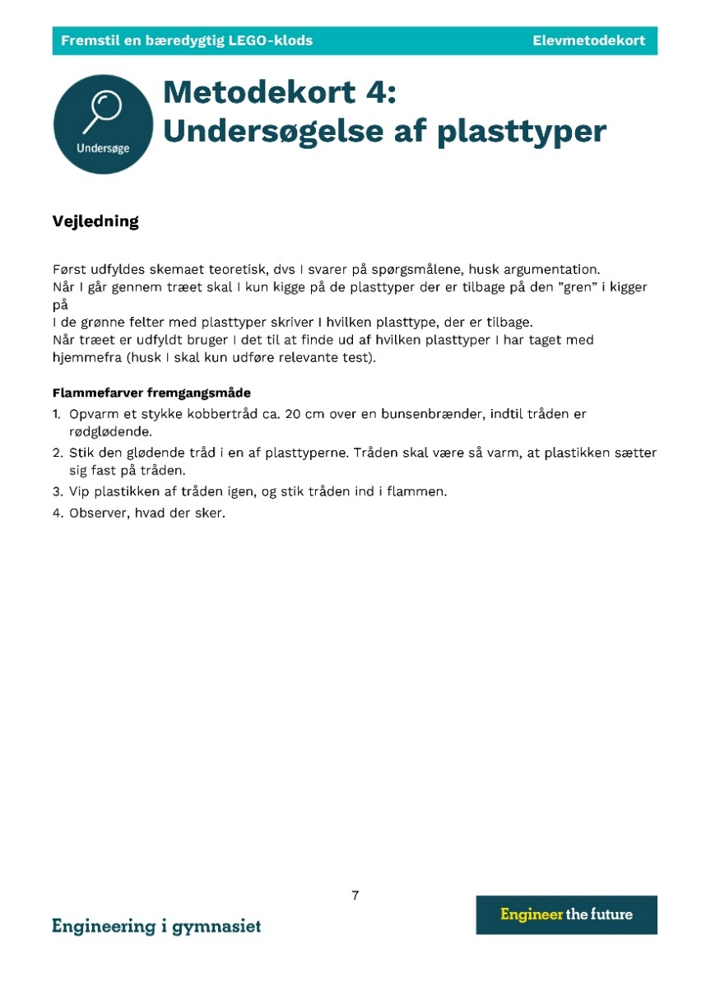 Fremstil en bæredygtig LEGO-klods Elevmetodekort
Undersøge
Metodekort 4:
Undersøgelse af plasttyper
Vejledning
Først udfyldes skemaet teoretisk, dvs I svarer på spørgsmålene, husk argumentation.
Når I går gennem træet skal I kun kigge på de plasttyper der er tilbage på den ”gren” i kigger
på
I de grønne felter med plasttyper skriver I hvilken plasttype, der er tilbage.
Når træet er udfyldt bruger I det til at finde ud af hvilken plasttyper I har taget med
hjemmefra (husk I skal kun udføre relevante test).
Flammefarver fremgangsmåde
1. Opvarm et stykke kobbertråd ca. 20 cm over en bunsenbrænder, indtil tråden er
rødglødende.
2. Stik den glødende tråd i en af plasttyperne. Tråden skal være så varm, at plastikken sætter
sig fast på tråden.
3. Vip plastikken af tråden igen, og stik tråden ind i flammen.
4. Observer, hvad der sker.
7
Engineering i gymnasiet
Engineer the future